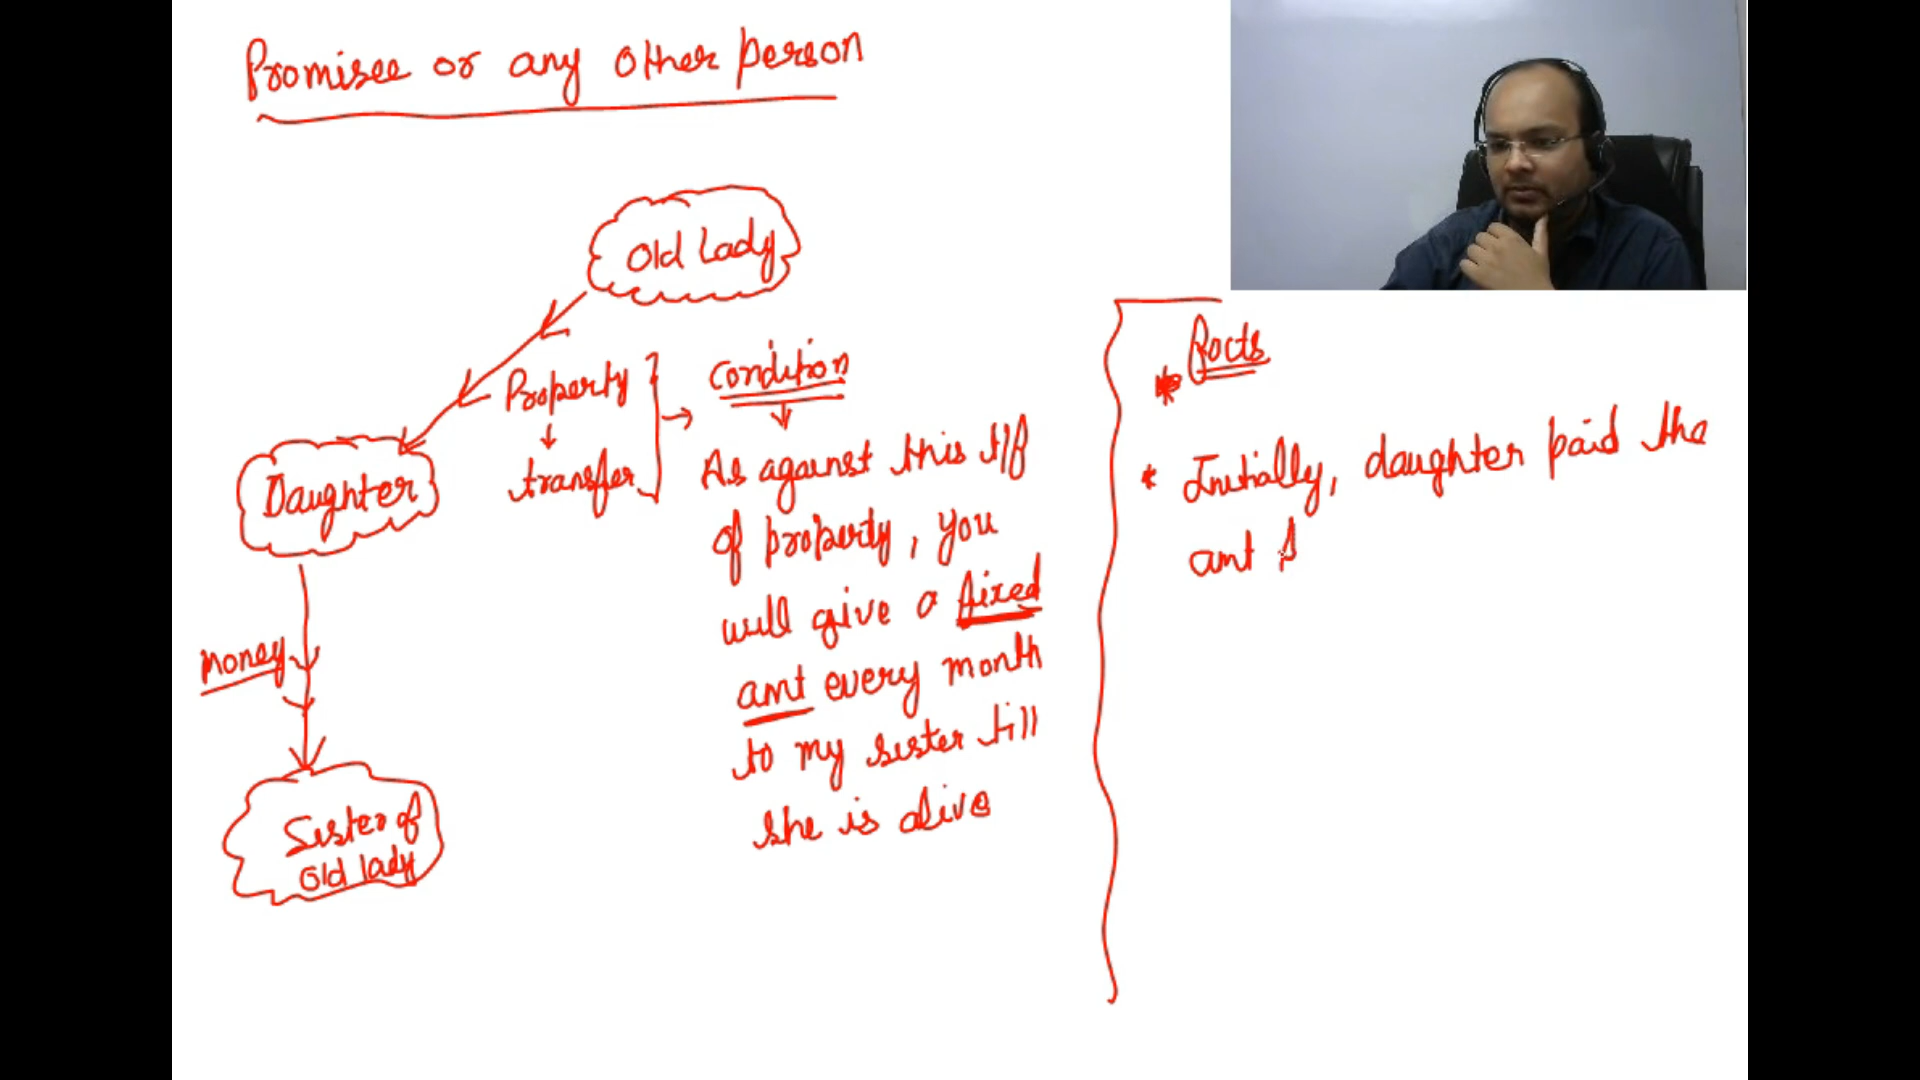 Promisee or any other person
Old Lady
Property
transfer
Condition
As against this t/f
of property, you
will give a fixed
amt every month
to my sister till
she is alive
Daughter
Money
Sister of
Old lady
* Facts
* Initially, daughter paid the
amt